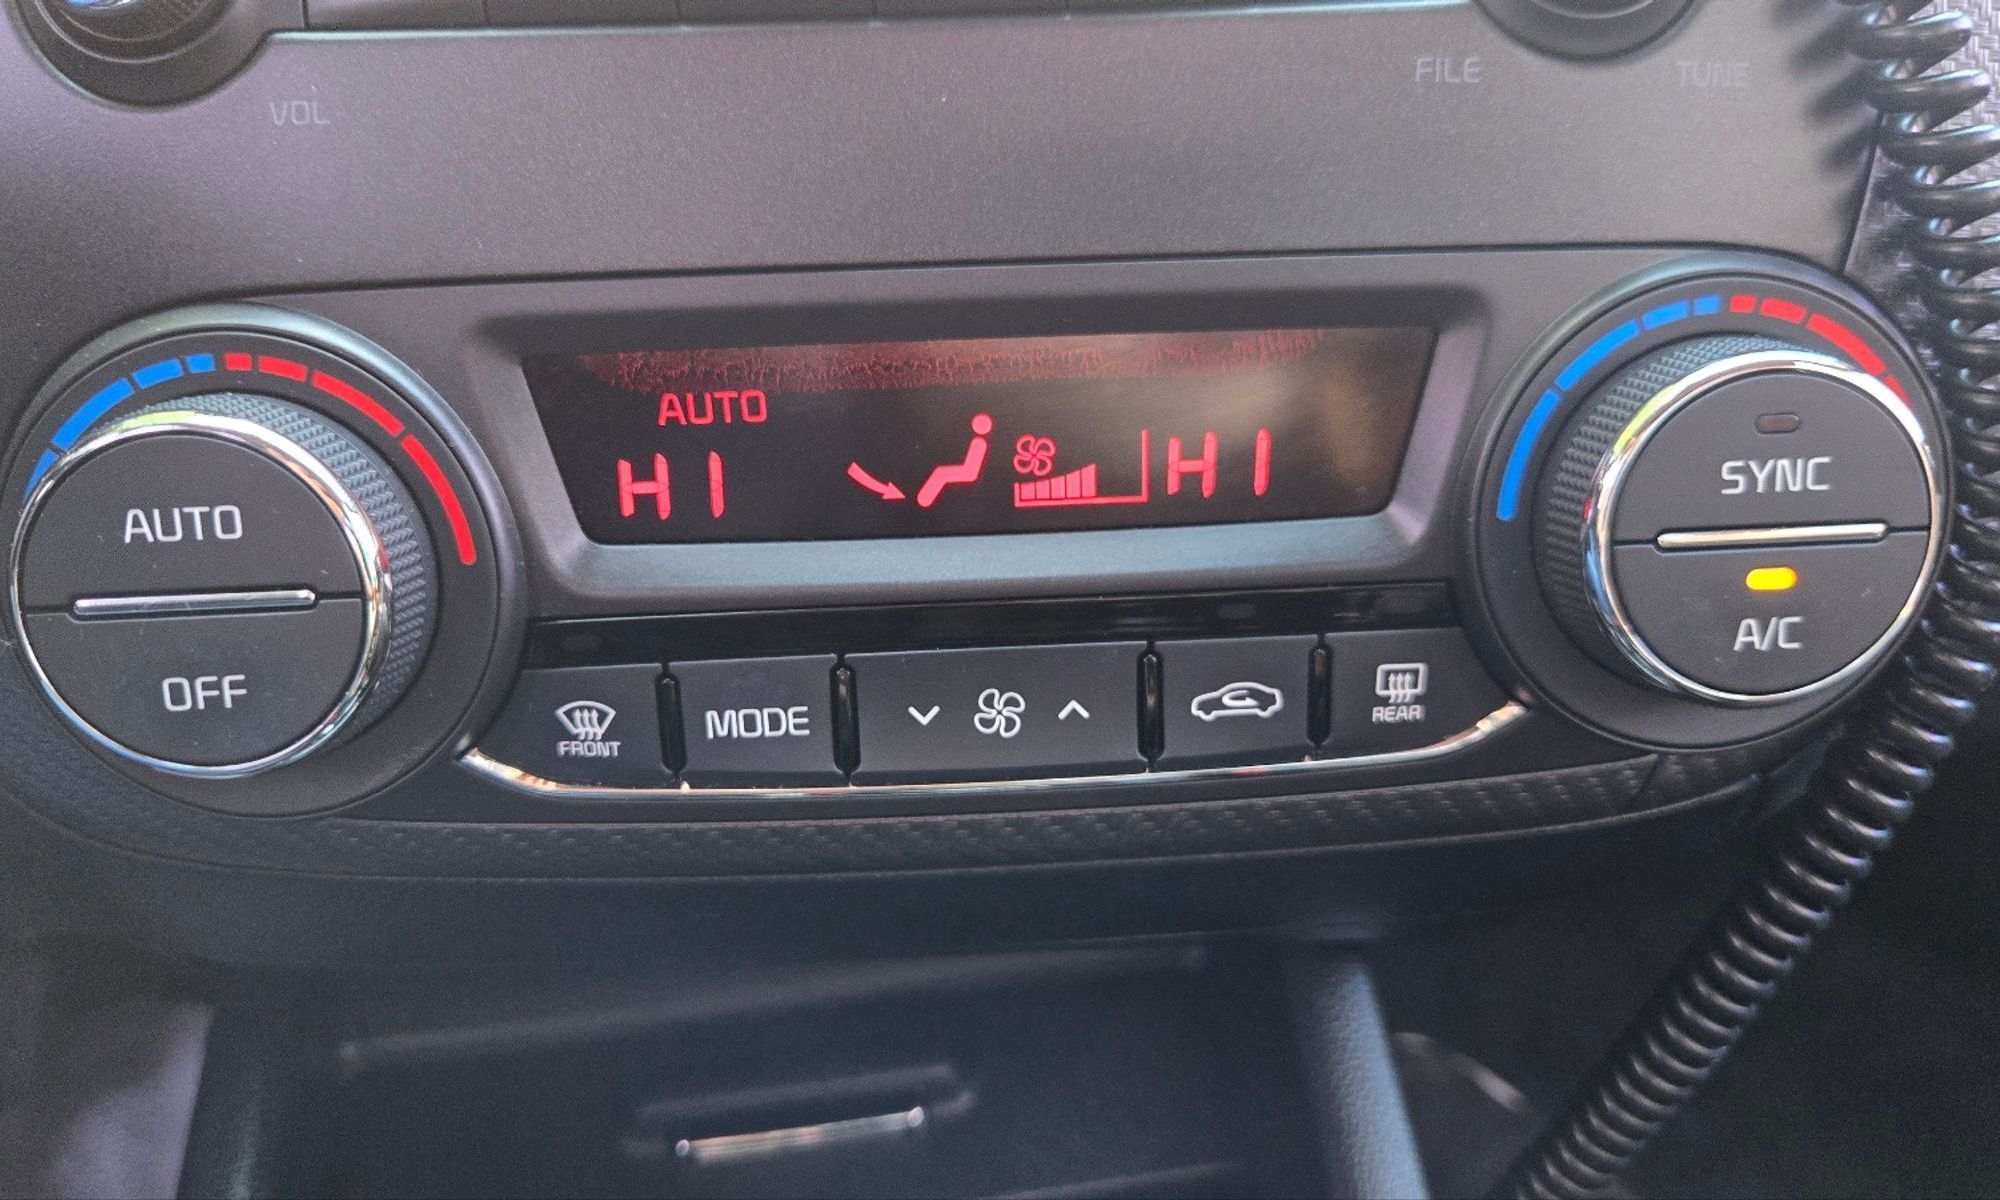 VOL
FILE
TUNE
AUTO
HI
HI
AUTO
OFF
SYNC
A/C
FRONT
MODE
REAR